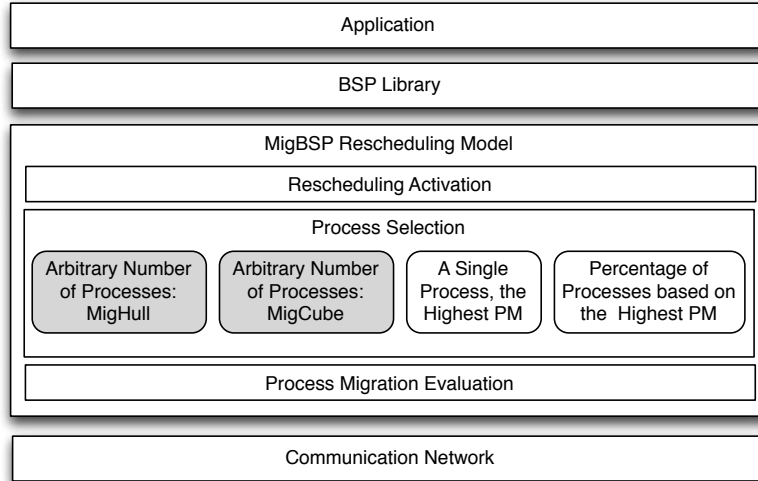 Application
BSP Library
MigBSP Rescheduling Model
Rescheduling Activation
Process Selection
Arbitrary Number
of Processes:
MigHull
Arbitrary Number
of Processes:
MigCube
A Single
Process, the
Highest PM
Percentage of
Processes based on
the Highest PM
Process Migration Evaluation
Communication Network